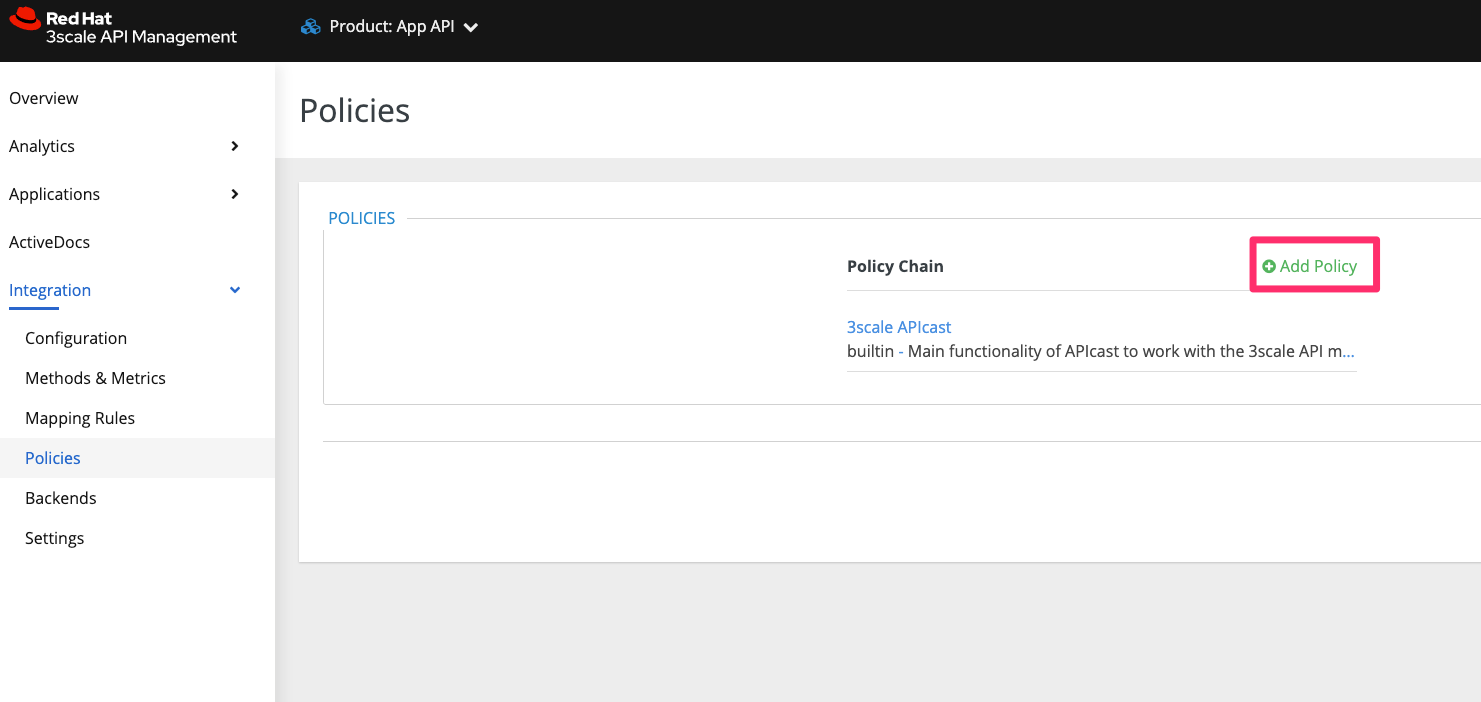 Red Hat
3scale API Management
Product: App API
Overview
Analytics
Applications
ActiveDocs
Integration
Configuration
Methods & Metrics
Mapping Rules
Policies
Backends
Settings
Policies
POLICIES
Policy Chain
Add Policy
3scale APIcast
builtin - Main functionality of APIcast to work with the 3scale API m...